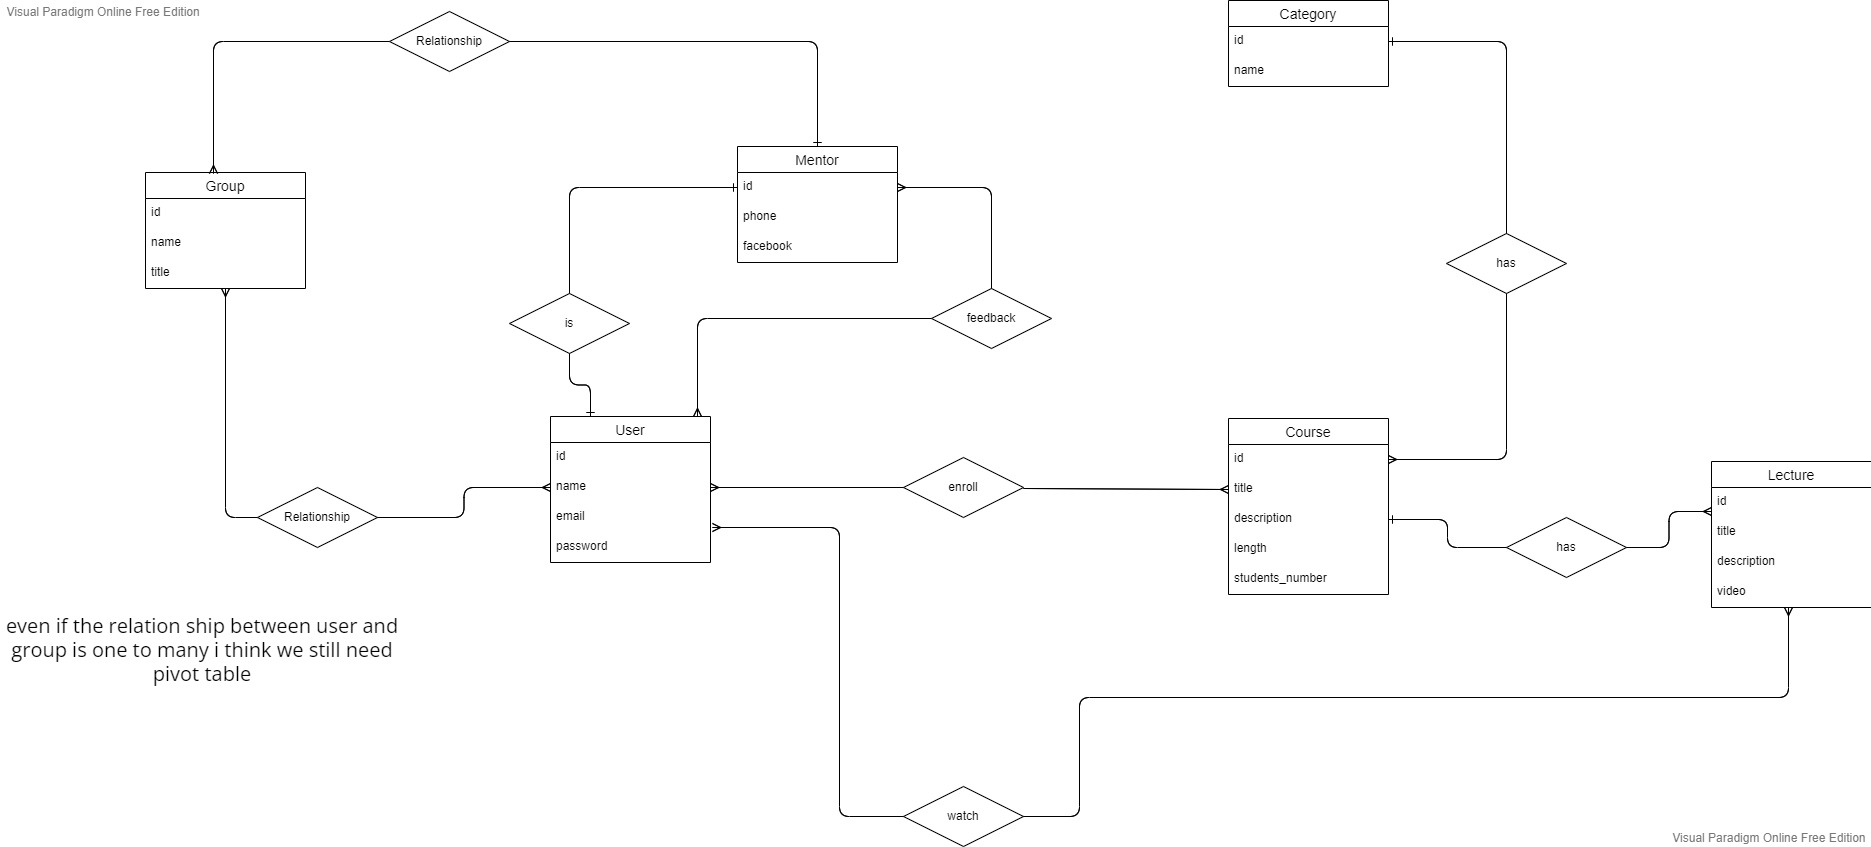 Visual Paradigm Online Free Edition
Relationship
Category
id
name
Mentor
id
phone
facebook
Group
id
name
title
has
is
feedback
User
id
name
email
password
Relationship
enroll
Course
id
title
description
length
students_number
has
Lecture
id
title
description
video
even if the relation ship between user and
group is one to many i think we still need
pivot table
watch
Visual Paradigm Online Free Edition